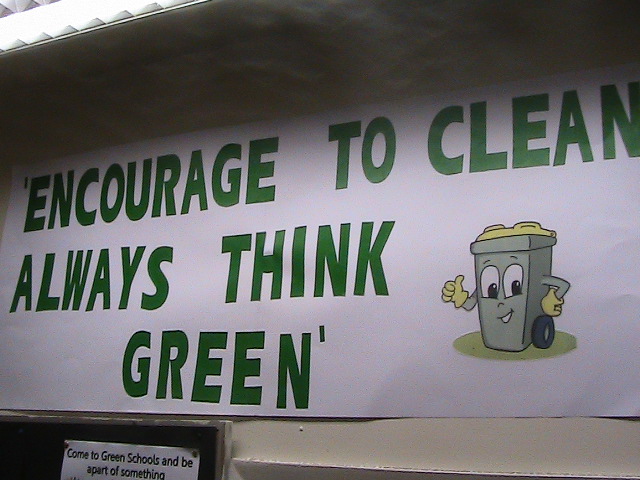 'ENCOURAGE TO CLEAN
ALWAYS THINK
GREEN'
Come to Green Schools and be
apart of something